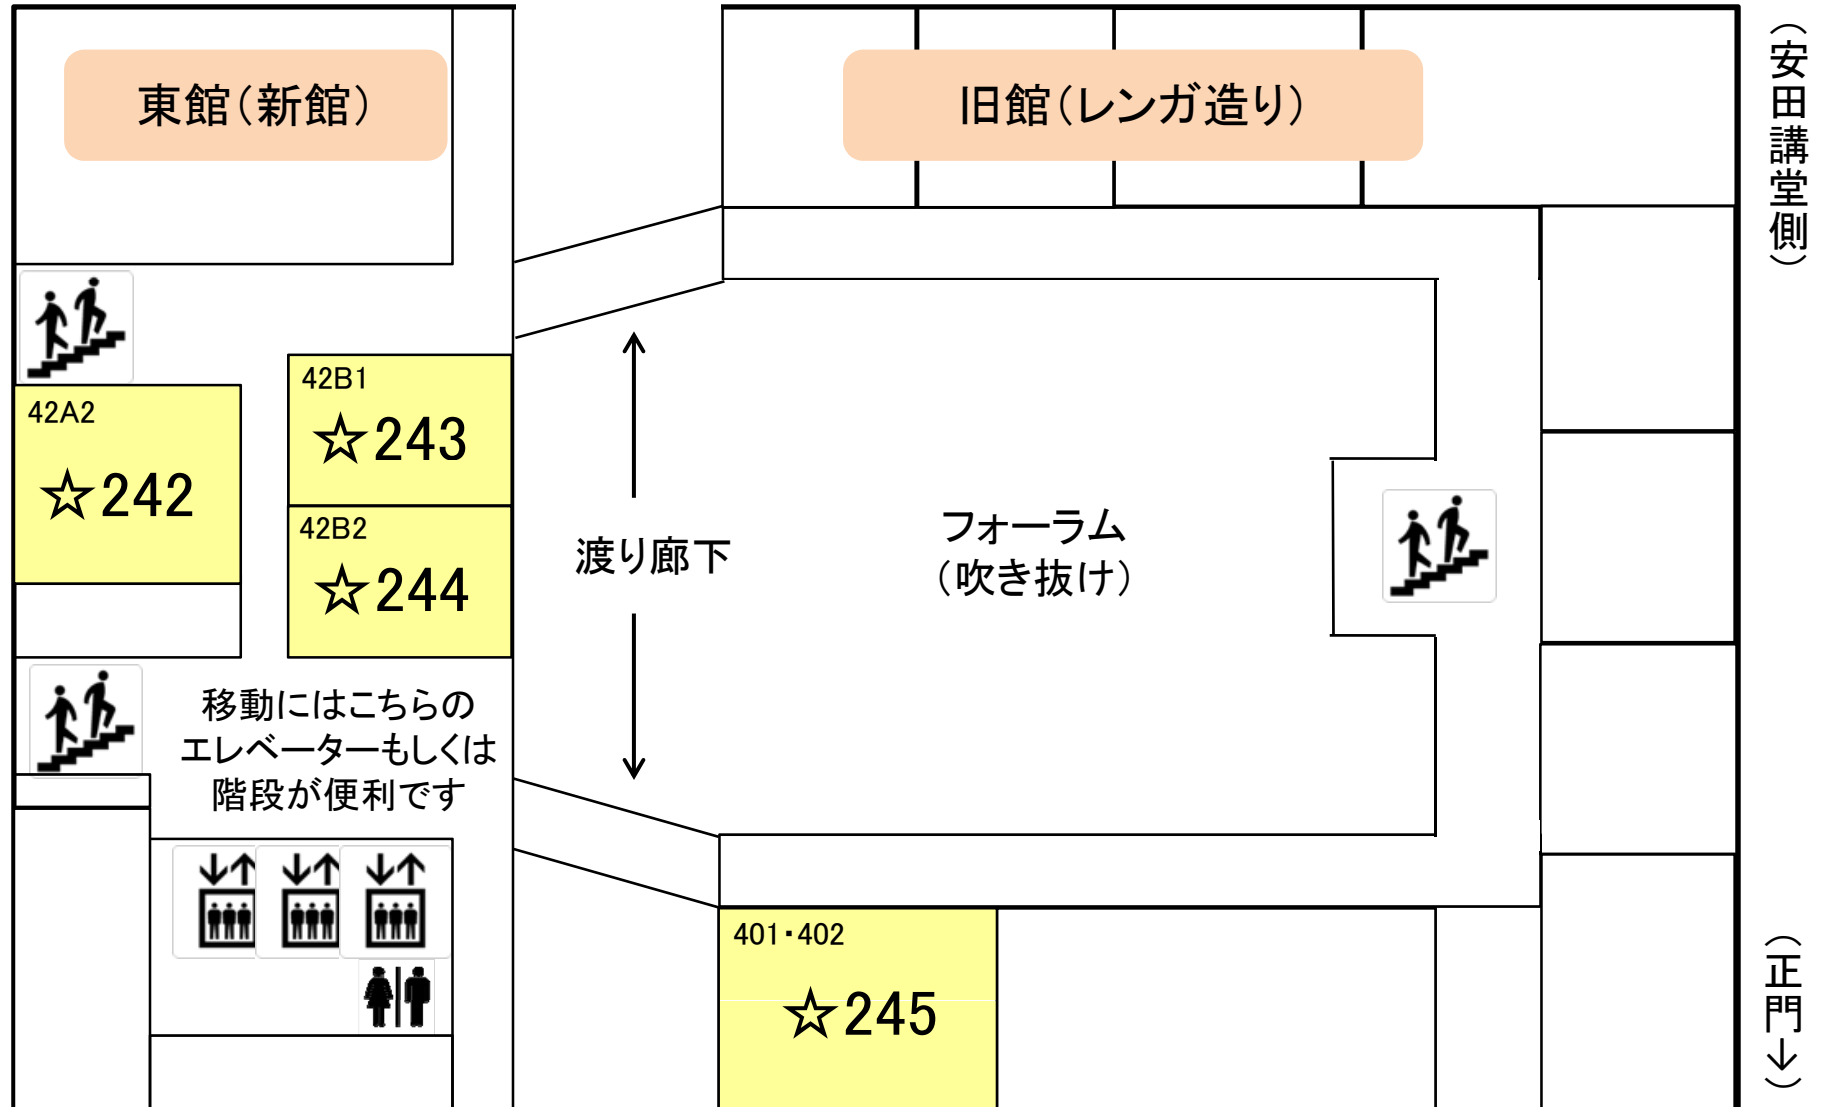 東館(新館)
旧館(レンガ造り)
(安田講堂側)
42A2
☆242
42B1
☆243
42B2
☆244
渡り廊下
フォーラム
(吹き抜け)
移動にはこちらの
エレベーターもしくは
階段が便利です
401・402
☆245
(正門→)